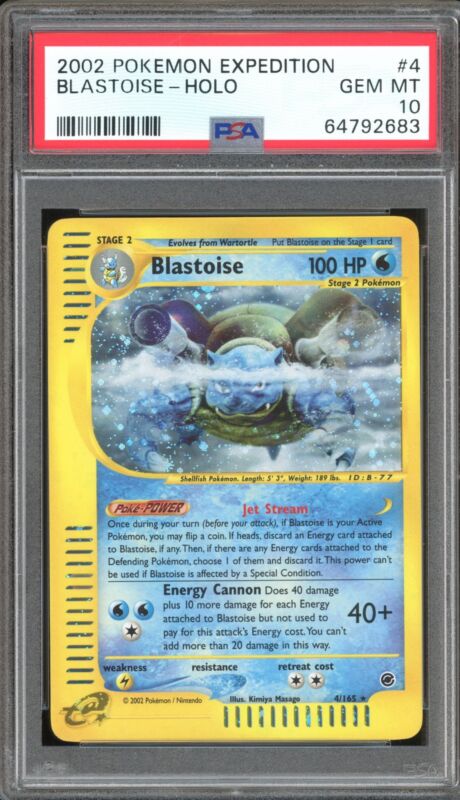 2002 POKEMON EXPEDITION #4
BLASTOISE - HOLO GEM MT
10
PSA 64792683
STAGE 2 Evolves from Wartortle Put Blastoise on the Stage 1 card
Blastoise 100 HP
Stage 2 Pokémon
Shellfish Pokémon. Length: 5' 3", Weight: 189 lbs. ID: B-77
POKé-POWER Jet Stream
Once during your turn (before your attack), if Blastoise is your Active
Pokémon, you may flip a coin. If heads, discard an Energy card attached
to Blastoise, if any. Then, if there are any Energy cards attached to the
Defending Pokémon, choose 1 of them and discard it. This power can't
be used if Blastoise is affected by a Special Condition.
Energy Cannon Does 40 damage
plus 10 more damage for each Energy
attached to Blastoise but not used to
pay for this attack's Energy cost. You can't
add more than 20 damage in this way.
40+
weakness resistance retreat cost
© 2002 Pokémon / Nintendo Illus. Kimiya Masago 4/165 ★
e
PSA